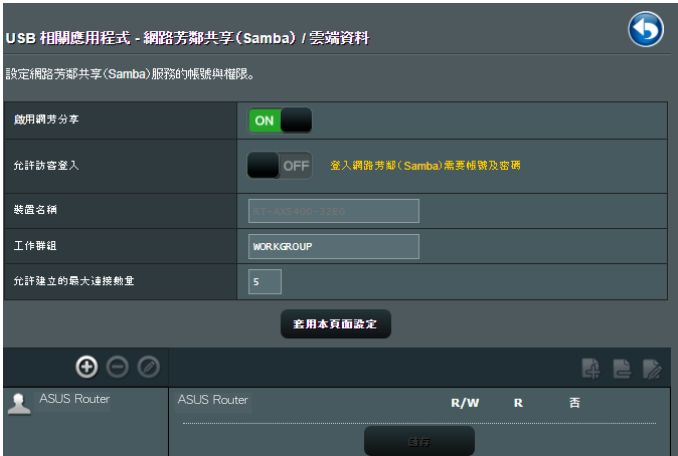 USB 相關應用程式 - 網路芳鄰共享(Samba) / 雲端資料
設定網路芳鄰共享(Samba)服務的帳號與權限。
啟用網芳分享
ON
允許訪客登入
OFF
登入網路芳鄰(Samba)需要帳號及密碼
裝置名稱
工作群組
WORKGROUP
允許建立的最大連接數量
5
套用本頁面設定
ASUS Router
ASUS Router
R/W R 否
儲存